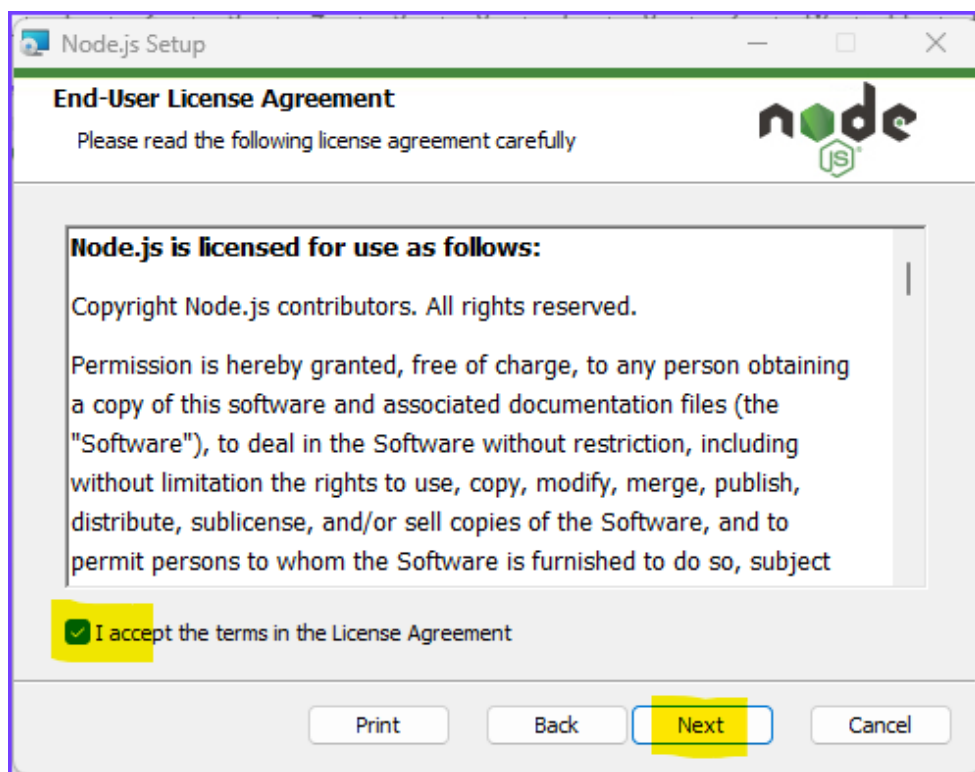 Node.js Setup
End-User License Agreement
Please read the following license agreement carefully
node
JS
Node.js is licensed for use as follows:
Copyright Node.js contributors. All rights reserved.
Permission is hereby granted, free of charge, to any person obtaining
a copy of this software and associated documentation files (the
"Software"), to deal in the Software without restriction, including
without limitation the rights to use, copy, modify, merge, publish,
distribute, sublicense, and/or sell copies of the Software, and to
permit persons to whom the Software is furnished to do so, subject
I accept the terms in the License Agreement
Print Back Next Cancel